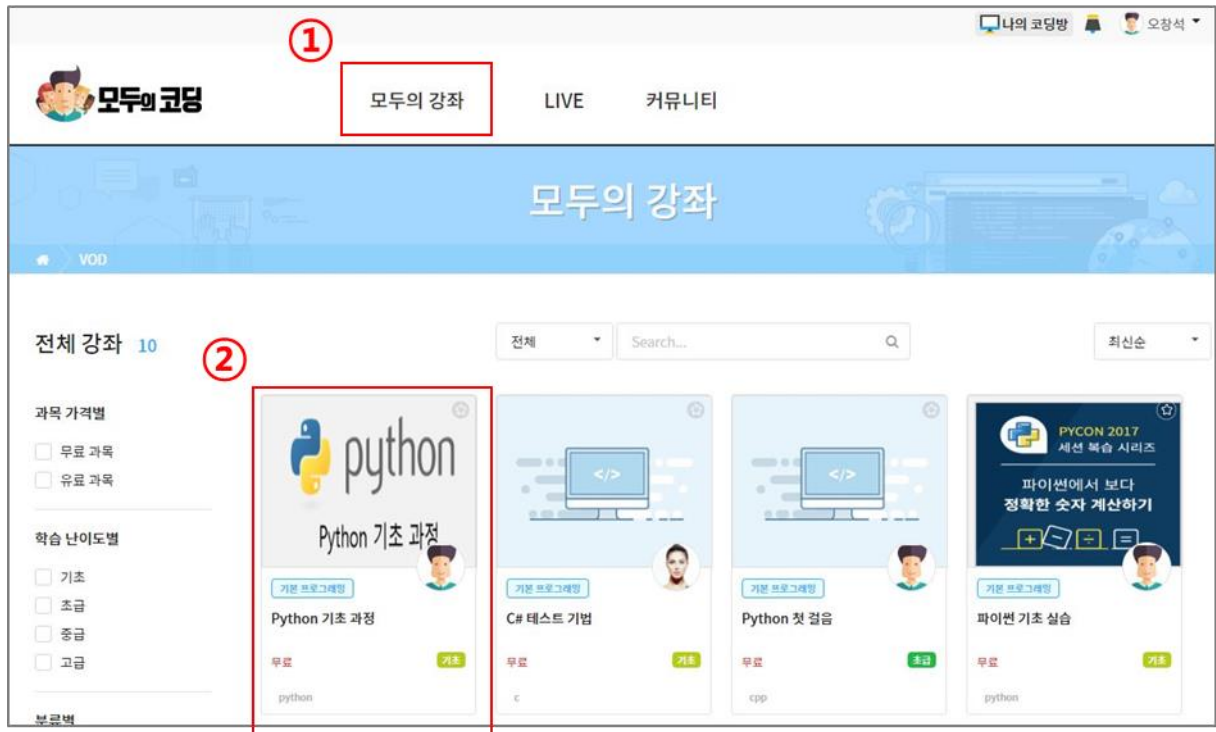 나의 코딩방 오창석
①
모두의 코딩 모두의 강좌 LIVE 커뮤니티
모두의 강좌
VOD
전체 강좌 10
전체 Search... 최신순
②
과목 가격별
무료 과목
유료 과목
학습 난이도별
기초
초급
중급
고급
분류별
python
Python 기초 과정
기본 프로그래밍
Python 기초 과정
무료 기초
python
</>
기본 프로그래밍
C# 테스트 기법
무료 기초
c
</>
기본 프로그래밍
Python 첫 걸음
무료 초급
cpp
PYCON 2017
세션 복습 시리즈
파이썬에서 보다
정확한 숫자 계산하기
기본 프로그래밍
파이썬 기초 실습
무료 기초
python